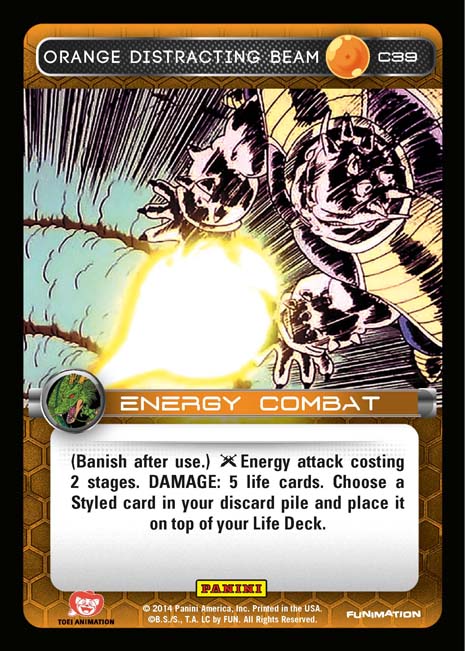 ORANGE DISTRACTING BEAM C39
ENERGY COMBAT
(Banish after use.) Energy attack costing
2 stages. DAMAGE: 5 life cards. Choose a
Styled card in your discard pile and place it
on top of your Life Deck.
PANINI
TOEI ANIMATION
© 2014 Panini America, Inc. Printed in the USA.
©B.S./S., T.A. LC by FUN. All Rights Reserved.
FUNIMATION